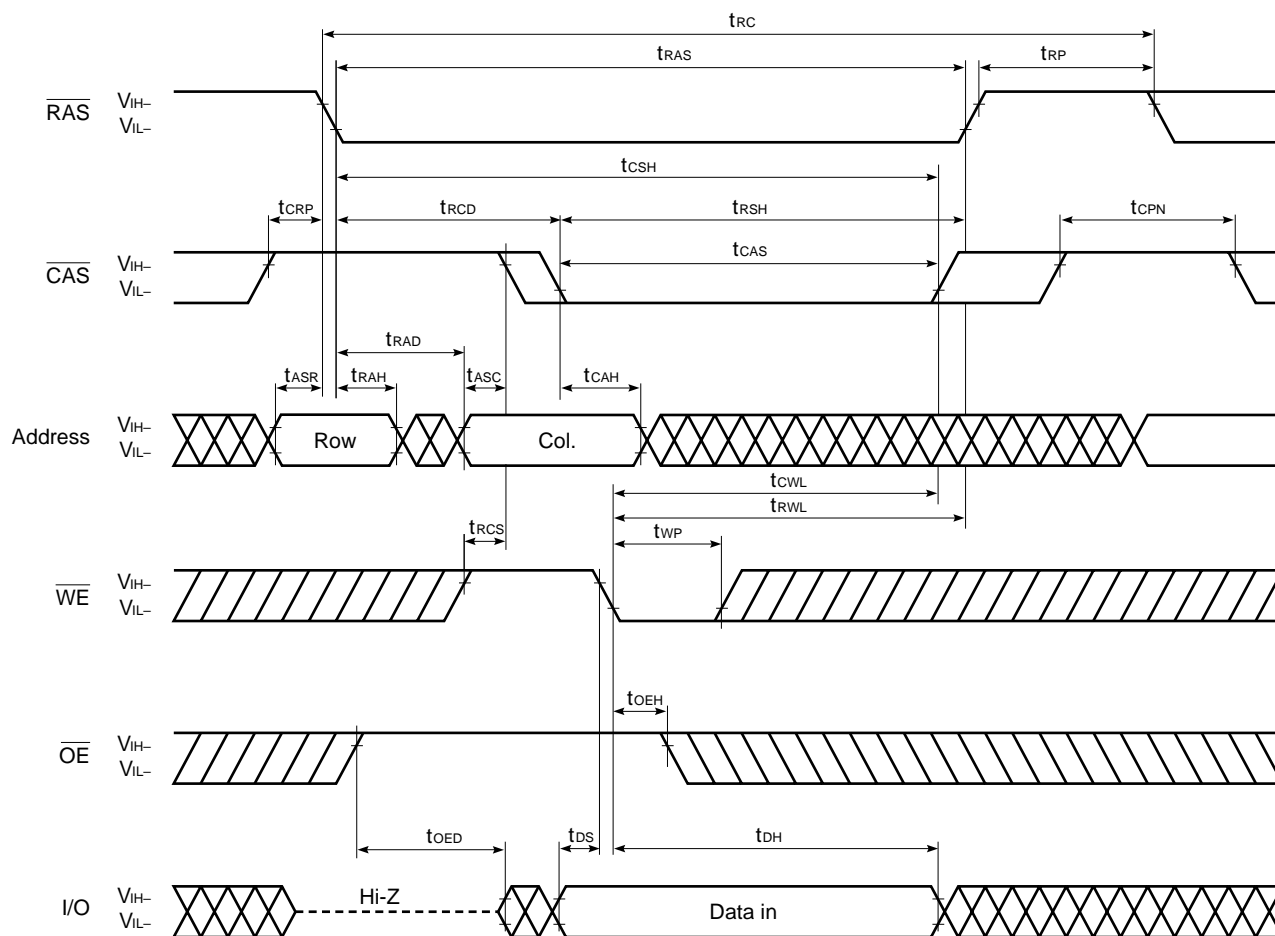 tRC
tRAS
tRP
RAS
VIH–
VIL–
tCSH
tCRP
tRCD
tRSH
tCPN
tCAS
CAS
VIH–
VIL–
tRAD
tASR
tRAH
tASC
tCAH
Address
VIH–
VIL–
Row
Col.
tCWL
tRWL
tRCS
tWP
WE
VIH–
VIL–
tOEH
OE
VIH–
VIL–
tOED
tDS
tDH
I/O
VIH–
VIL–
Hi-Z
Data in